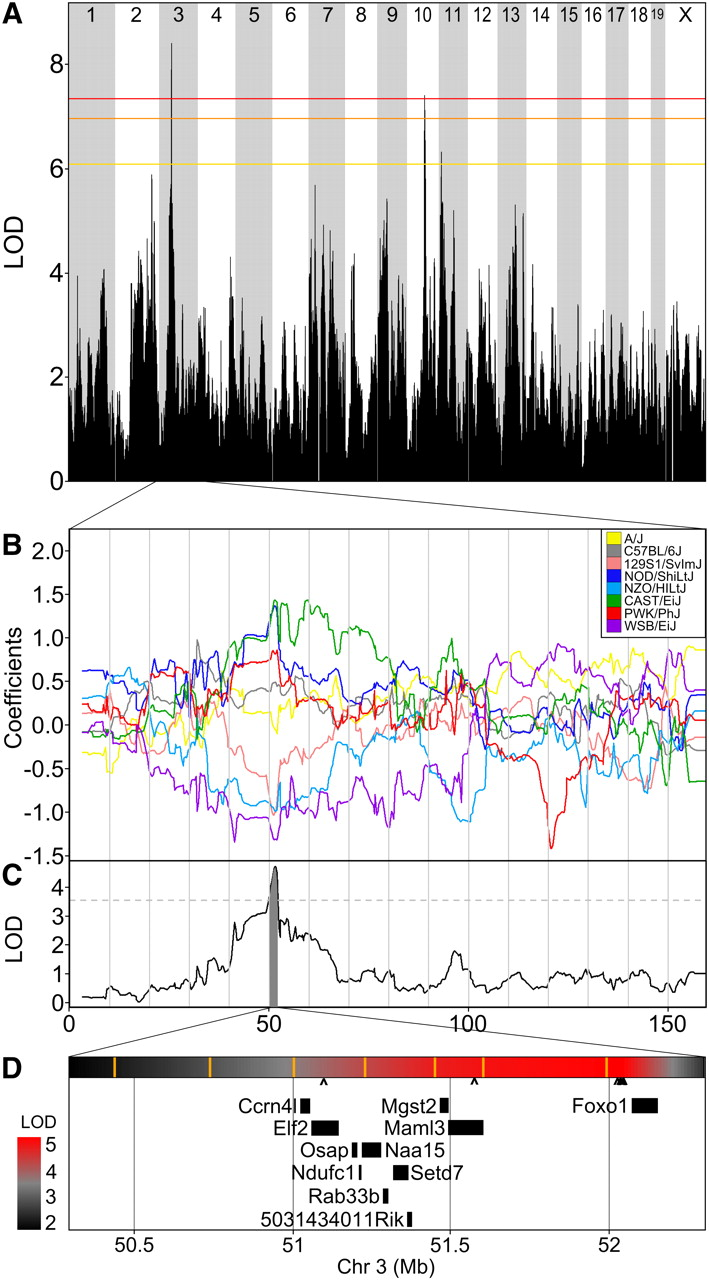 A
1 2 3 4 5 6 7 8 9 10 11 12 13 14 15 16 17 18 19 X
8
6
4
2
0
LOD
B
2.0
1.5
1.0
0.5
0.0
-0.5
-1.0
-1.5
Coefficients
A/J
C57BL/6J
129S1/SvImJ
NOD/ShiLtJ
NZO/HILtJ
CAST/EiJ
PWK/PhJ
WSB/EiJ
C
4
3
2
1
0
LOD
0 50 100 150
D
Ccrn4l Mgst2 Foxo1
Elf2 Maml3
Osap Naa15
Ndufc1 Setd7
Rab33b
5031434011Rik
LOD
5
4
3
2
50.5 51 51.5 52
Chr 3 (Mb)